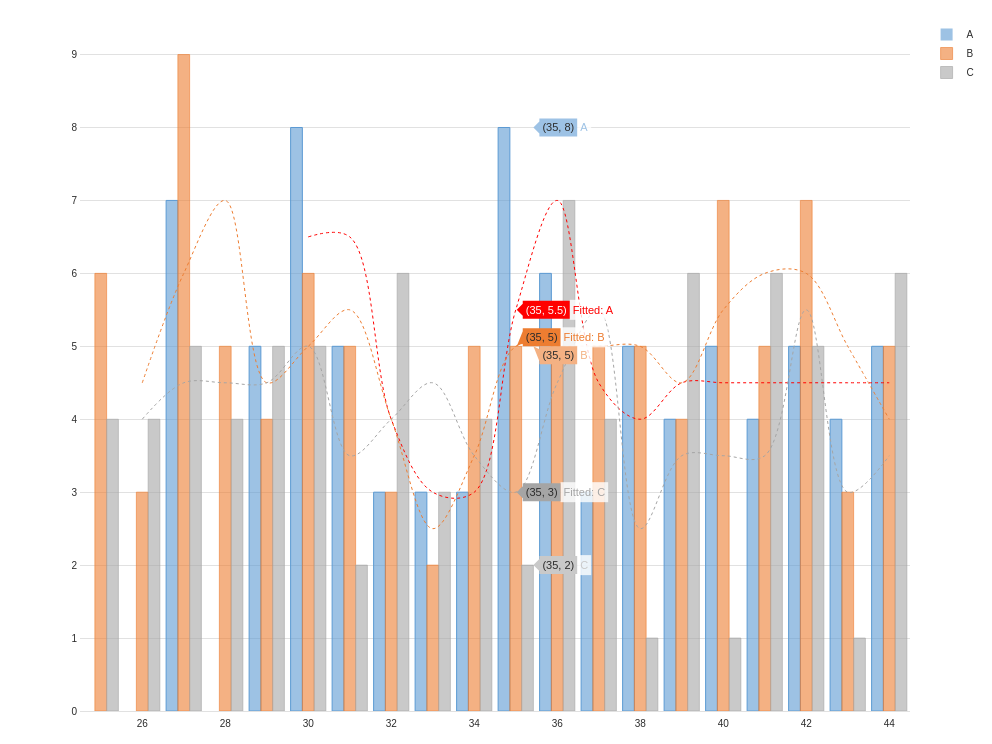 A
B
C
9
8
7
6
5
4
3
2
1
0
(35, 8) A
(35, 5.5) Fitted: A
(35, 5) Fitted: B
(35, 5) B
(35, 3) Fitted: C
(35, 2) C
26 28 30 32 34 36 38 40 42 44